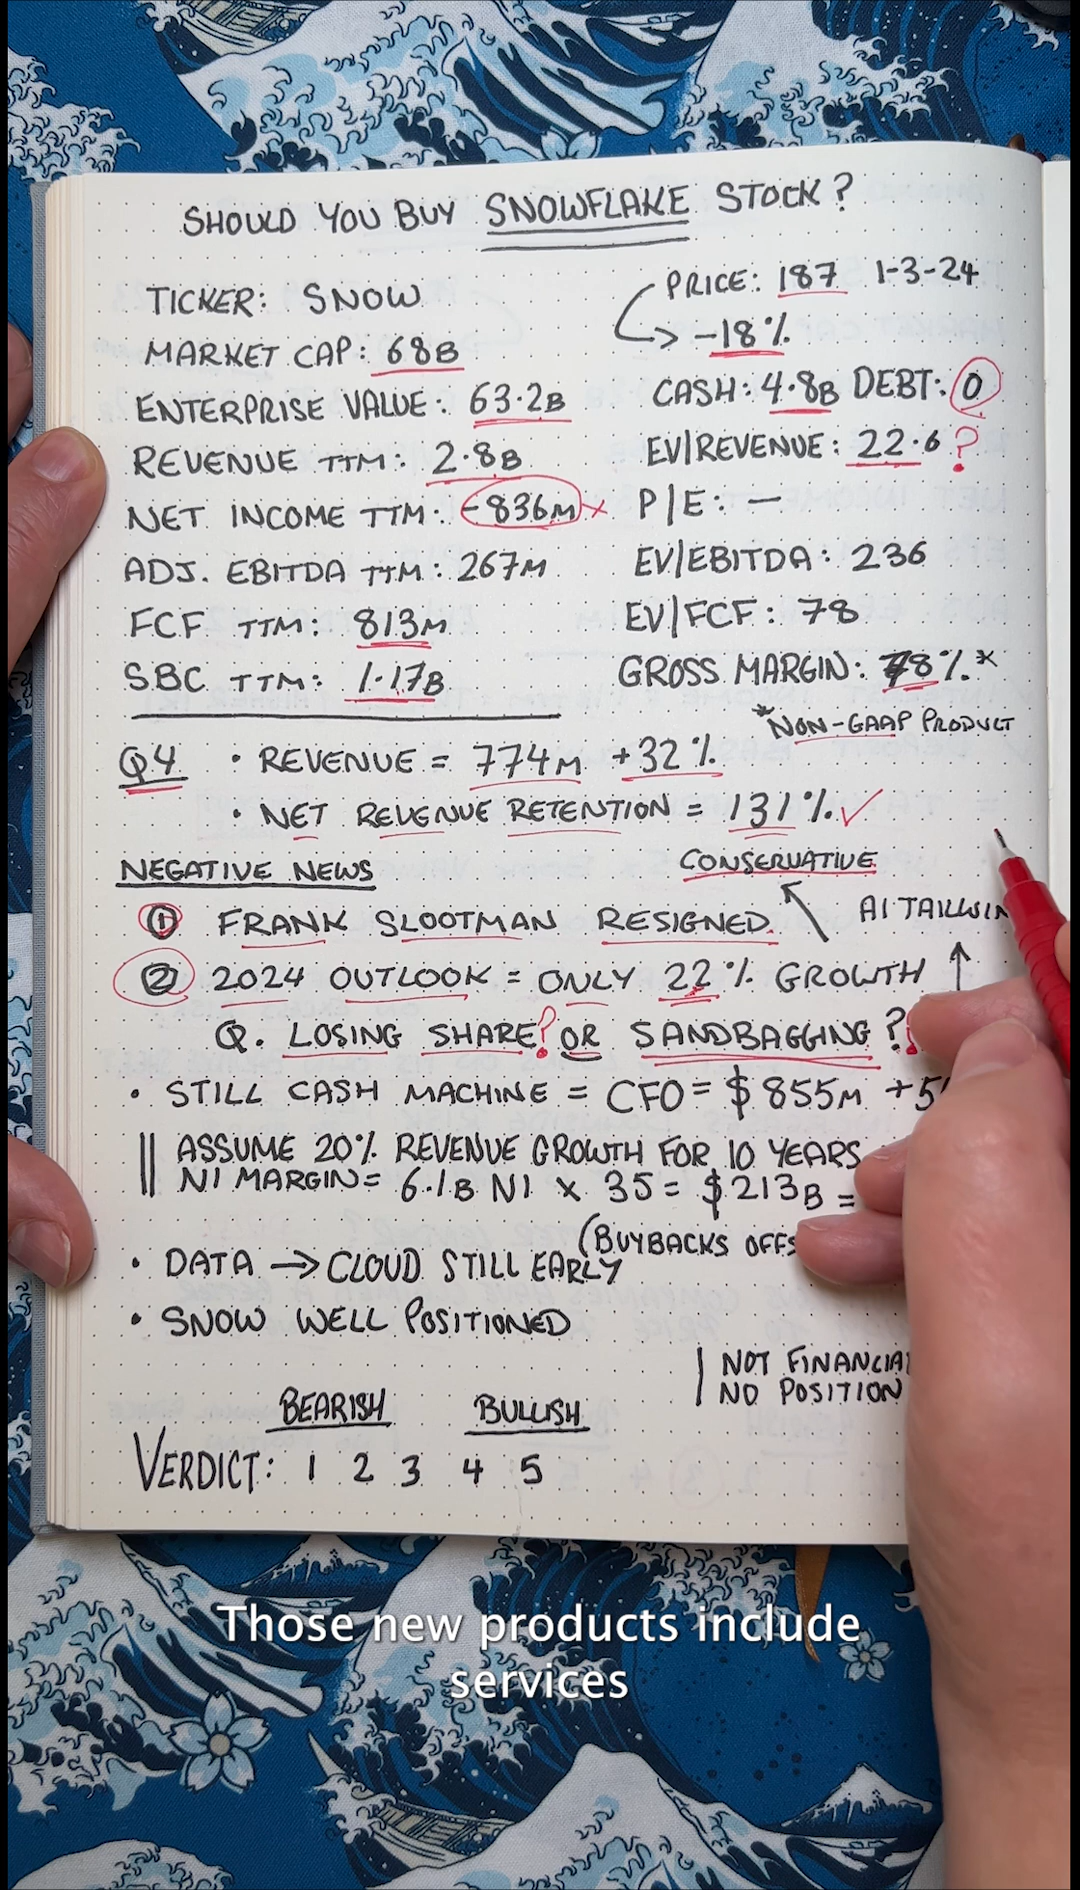 SHOULD YOU BUY SNOWFLAKE STOCK?
TICKER: SNOW
PRICE: 187 1-3-24
-18%
MARKET CAP: 68B
CASH: 4.8B DEBT: 0
ENTERPRISE VALUE: 63.2B
EV/REVENUE: 22.6 ?
REVENUE TTM: 2.8B
NET INCOME TTM: -836M x
P/E: —
ADJ. EBITDA TTM: 267M
EV/EBITDA: 236
FCF TTM: 813M
EV/FCF: 78
SBC TTM: 1.17B
GROSS MARGIN: 78%*
*NON-GAAP PRODUCT
Q4 • REVENUE = 774M +32%
• NET REVENUE RETENTION = 131% ✓
NEGATIVE NEWS
CONSERVATIVE
① FRANK SLOOTMAN RESIGNED
AI TAILWIN
② 2024 OUTLOOK = ONLY 22% GROWTH
Q. LOSING SHARE? OR SANDBAGGING??
• STILL CASH MACHINE = CFO = $855M +5
ASSUME 20% REVENUE GROWTH FOR 10 YEARS
NI MARGIN = 6.1B NI x 35 = $213B =
(BUYBACKS OFFS
• DATA → CLOUD STILL EARLY
• SNOW WELL POSITIONED
NOT FINANCIA
NO POSITION
BEARISH BULLISH
VERDICT: 1 2 3 4 5
Those new products include
services